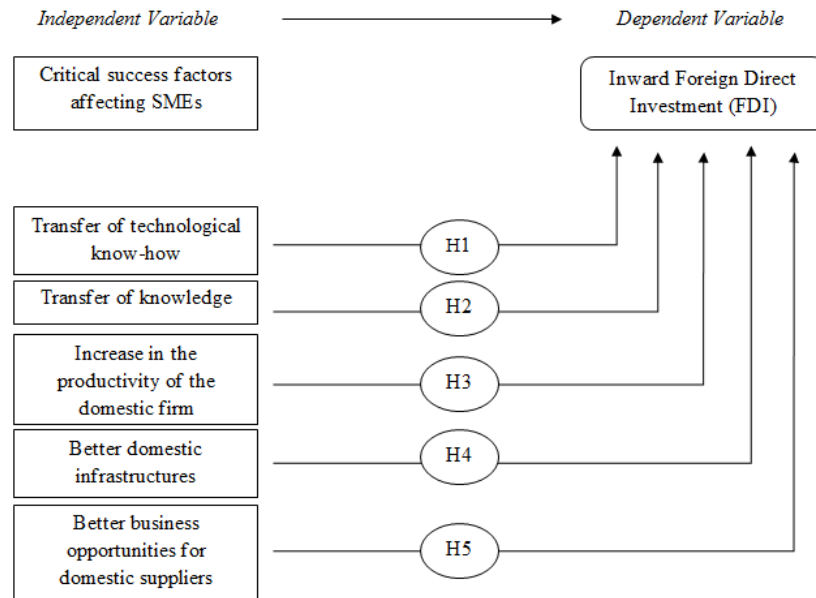 Independent Variable
Dependent Variable
Critical success factors
affecting SMEs
Inward Foreign Direct
Investment (FDI)
Transfer of technological
know-how
H1
Transfer of knowledge
H2
Increase in the
productivity of the
domestic firm
H3
Better domestic
infrastructures
H4
Better business
opportunities for
domestic suppliers
H5